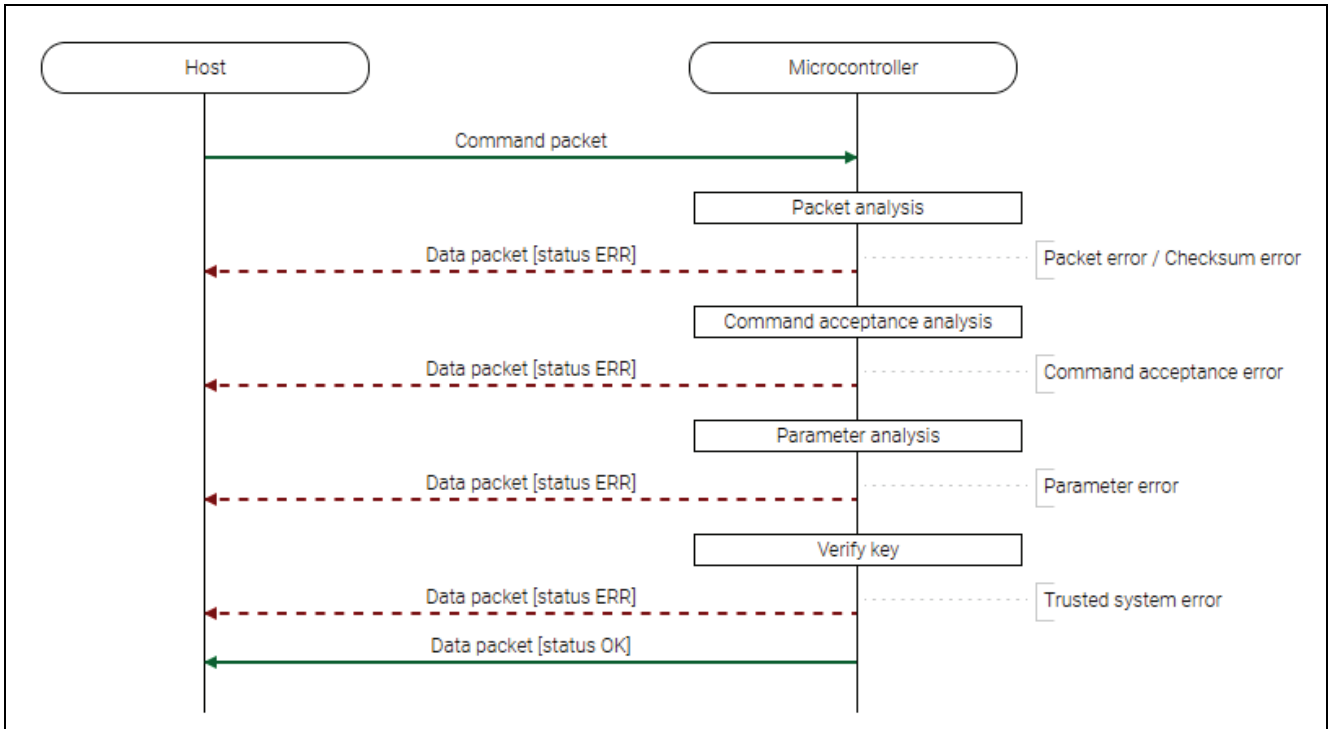 Host
Microcontroller
Command packet
Packet analysis
Data packet [status ERR]
Packet error / Checksum error
Command acceptance analysis
Data packet [status ERR]
Command acceptance error
Parameter analysis
Data packet [status ERR]
Parameter error
Verify key
Data packet [status ERR]
Trusted system error
Data packet [status OK]